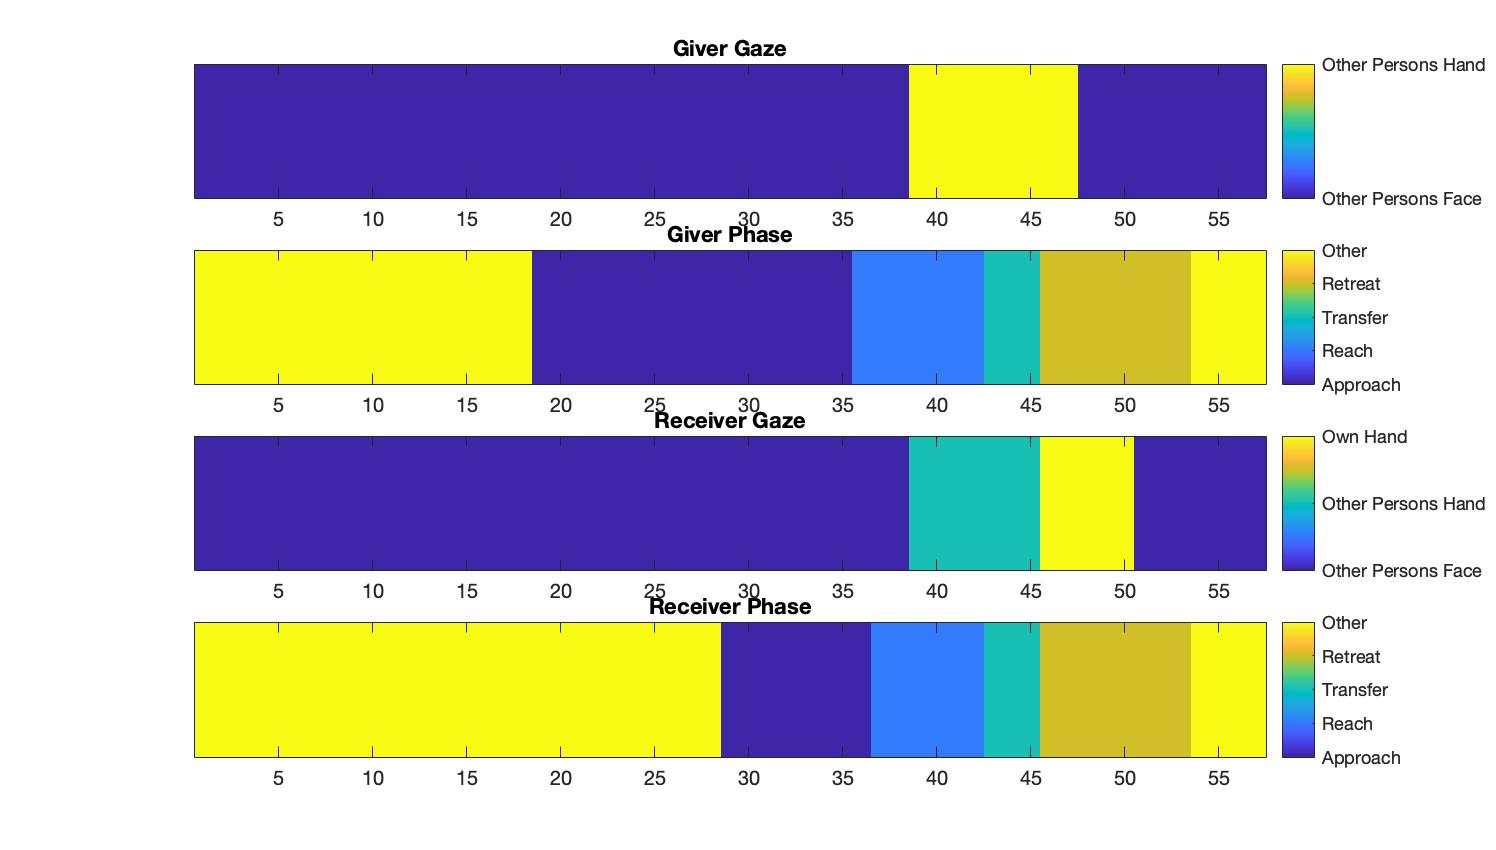 Giver Gaze
Other Persons Hand
Other Persons Face
5 10 15 20 25 30 35 40 45 50 55
Giver Phase
Other
Retreat
Transfer
Reach
Approach
5 10 15 20 25 30 35 40 45 50 55
Receiver Gaze
Own Hand
Other Persons Hand
Other Persons Face
5 10 15 20 25 30 35 40 45 50 55
Receiver Phase
Other
Retreat
Transfer
Reach
Approach
5 10 15 20 25 30 35 40 45 50 55